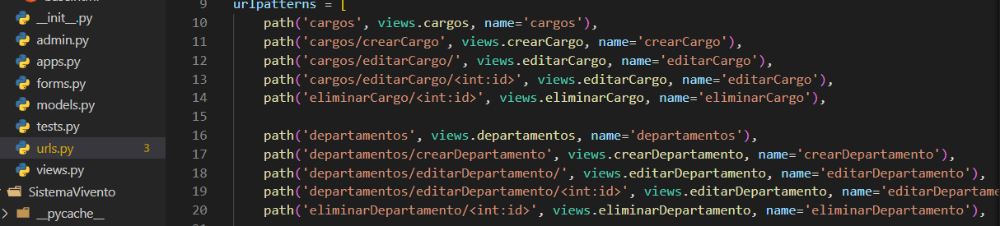 __init__.py
admin.py
apps.py
forms.py
models.py
tests.py
urls.py 3
views.py
SistemaVivento
__pycache__
9 urlpatterns = [
10 path('cargos', views.cargos, name='cargos'),
11 path('cargos/crearCargo', views.crearCargo, name='crearCargo'),
12 path('cargos/editarCargo/', views.editarCargo, name='editarCargo'),
13 path('cargos/editarCargo/<int:id>', views.editarCargo, name='editarCargo'),
14 path('eliminarCargo/<int:id>', views.eliminarCargo, name='eliminarCargo'),
15
16 path('departamentos', views.departamentos, name='departamentos'),
17 path('departamentos/crearDepartamento', views.crearDepartamento, name='crearDepartamento'),
18 path('departamentos/editarDepartamento/', views.editarDepartamento, name='editarDepartamento'),
19 path('departamentos/editarDepartamento/<int:id>', views.editarDepartamento, name='editarDepartame
20 path('eliminarDepartamento/<int:id>', views.eliminarDepartamento, name='eliminarDepartamento'),